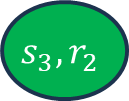 s₃, r₂